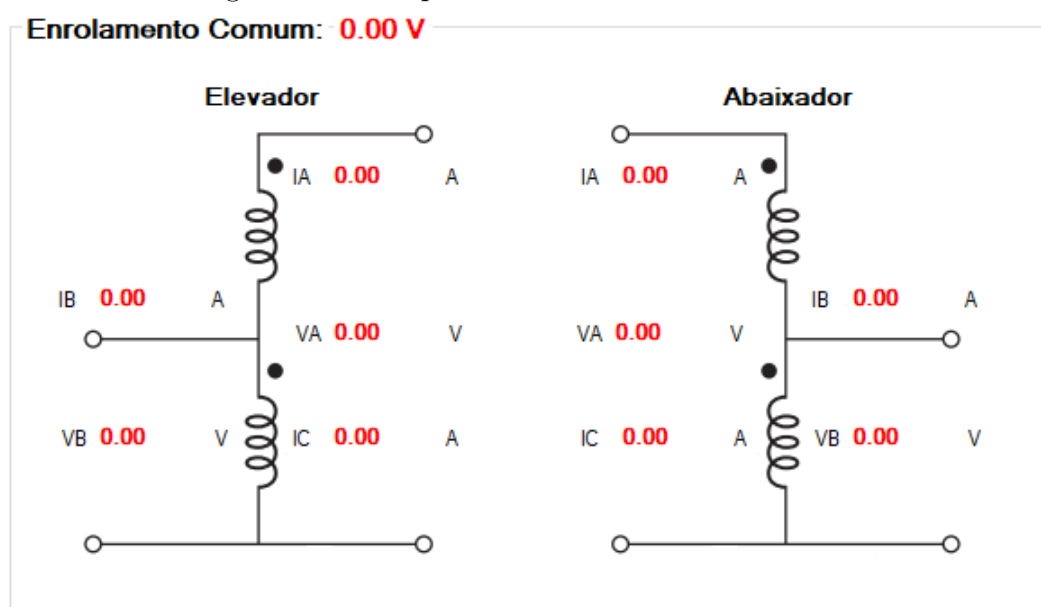 Enrolamento Comum: 0.00 V
Elevador
IA 0.00 A
IB 0.00 A
VA 0.00 V
VB 0.00 V
IC 0.00 A
Abaixador
IA 0.00 A
IB 0.00 A
VA 0.00 V
IC 0.00 A
VB 0.00 V